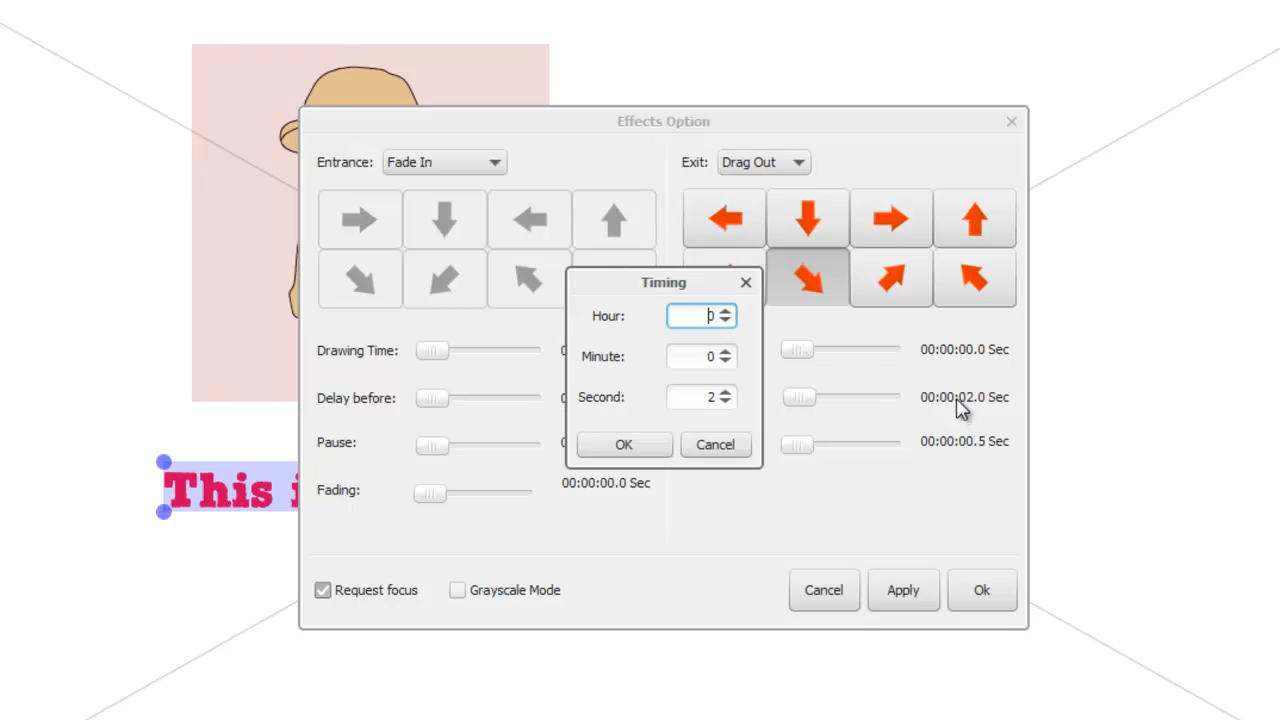 Effects Option
Entrance: Fade In
Exit: Drag Out
Timing
Hour: 0
Minute: 0
Second: 2
OK Cancel
Drawing Time:
00:00:00.0 Sec
Delay before:
00:00:02.0 Sec
Pause:
00:00:00.5 Sec
Fading:
00:00:00.0 Sec
This i
Request focus Grayscale Mode Cancel Apply Ok